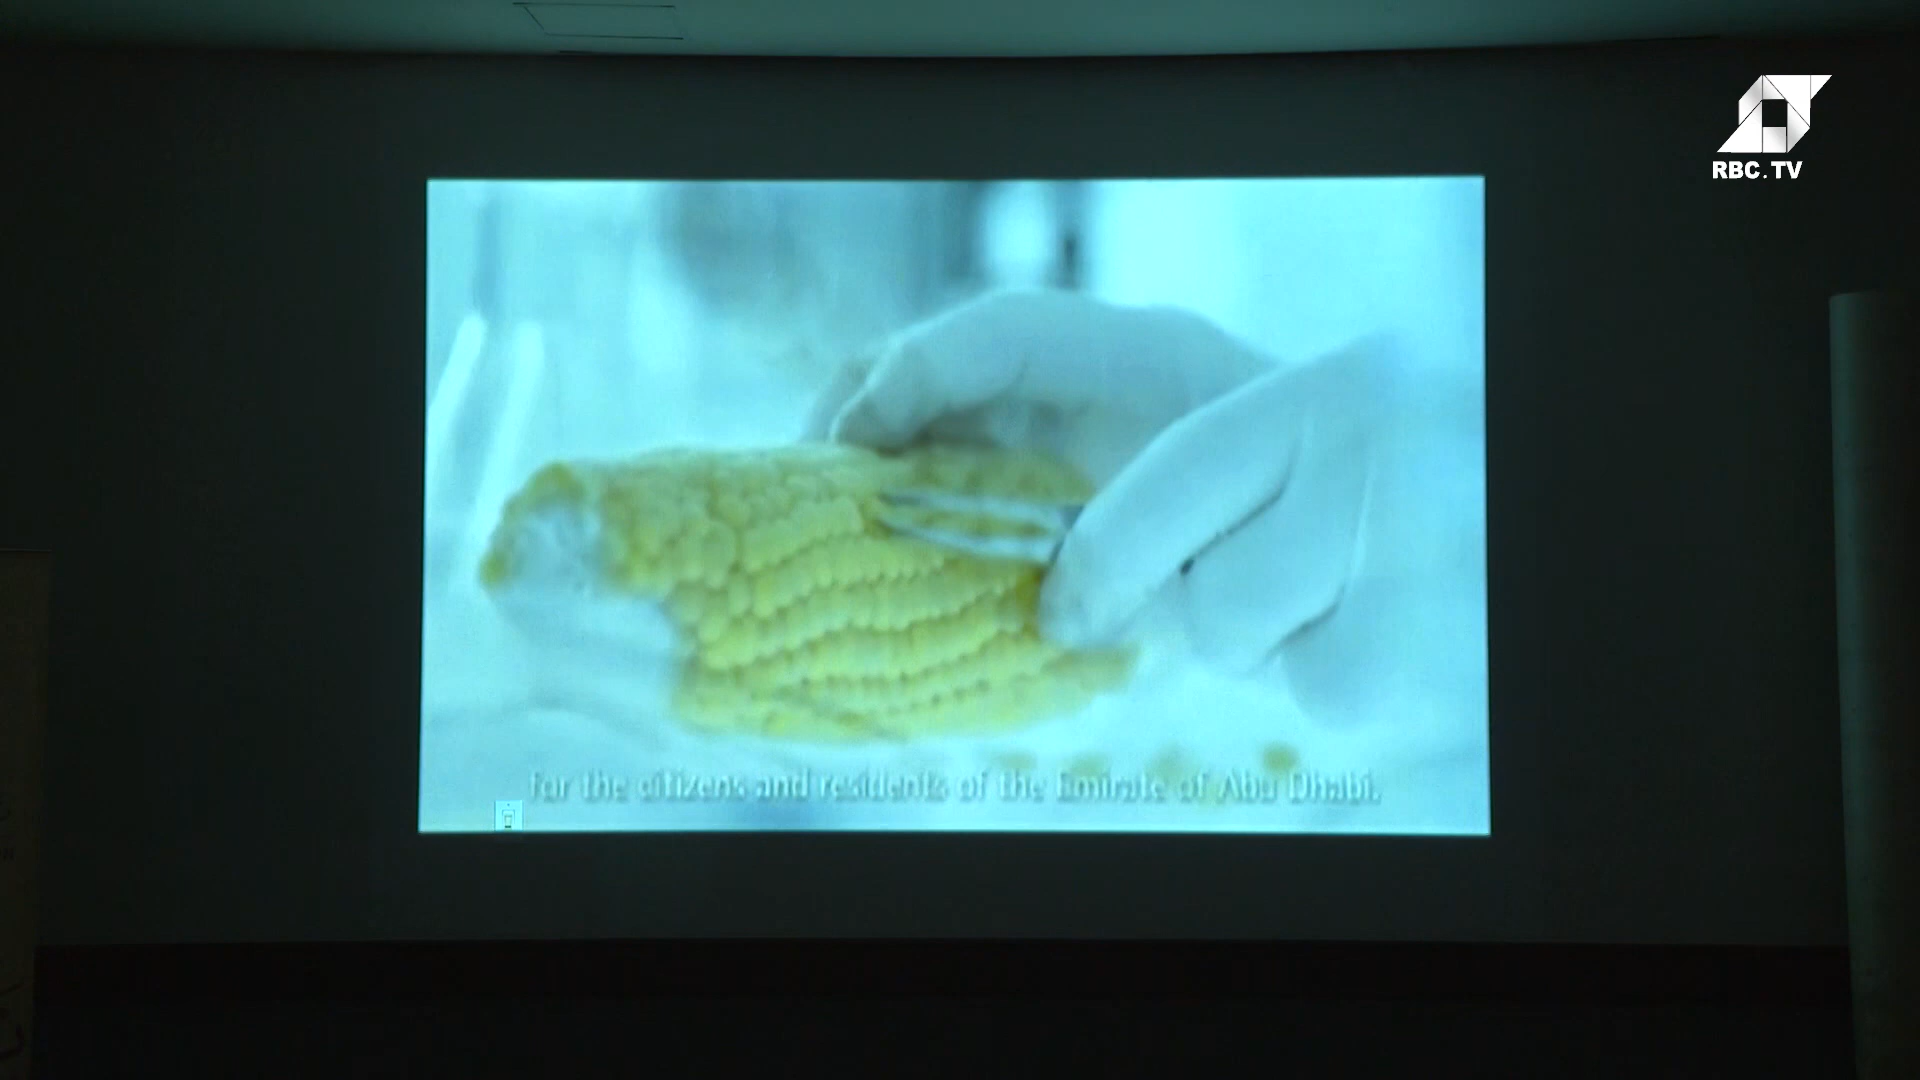 RBC.TV
for the citizens and residents of the Emirate of Abu Dhabi.